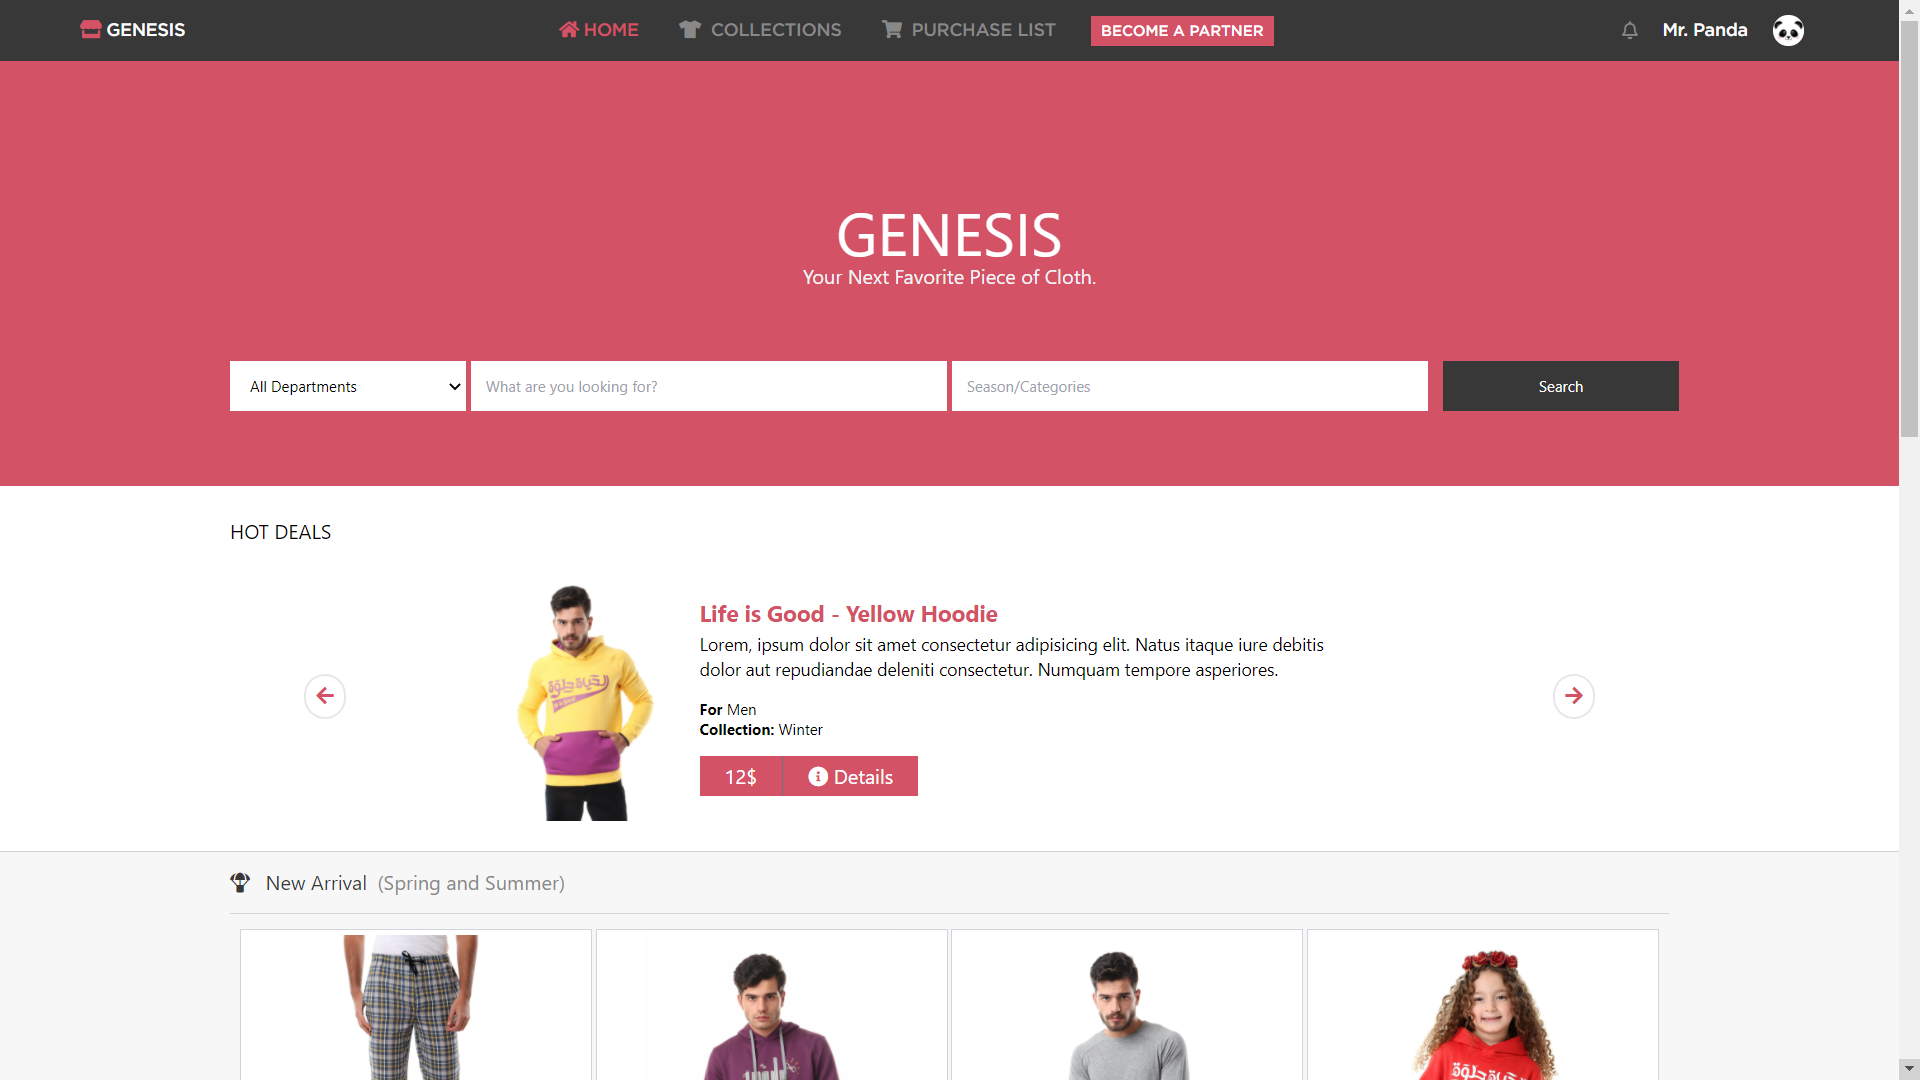 GENESIS
HOME
COLLECTIONS
PURCHASE LIST
BECOME A PARTNER
Mr. Panda
GENESIS
Your Next Favorite Piece of Cloth.
All Departments
What are you looking for?
Season/Categories
Search
HOT DEALS
Life is Good - Yellow Hoodie
Lorem, ipsum dolor sit amet consectetur adipisicing elit. Natus itaque iure debitis
dolor aut repudiandae deleniti consectetur. Numquam tempore asperiores.
الحياة حلوة
For Men
Collection: Winter
12$
Details
New Arrival (Spring and Summer)